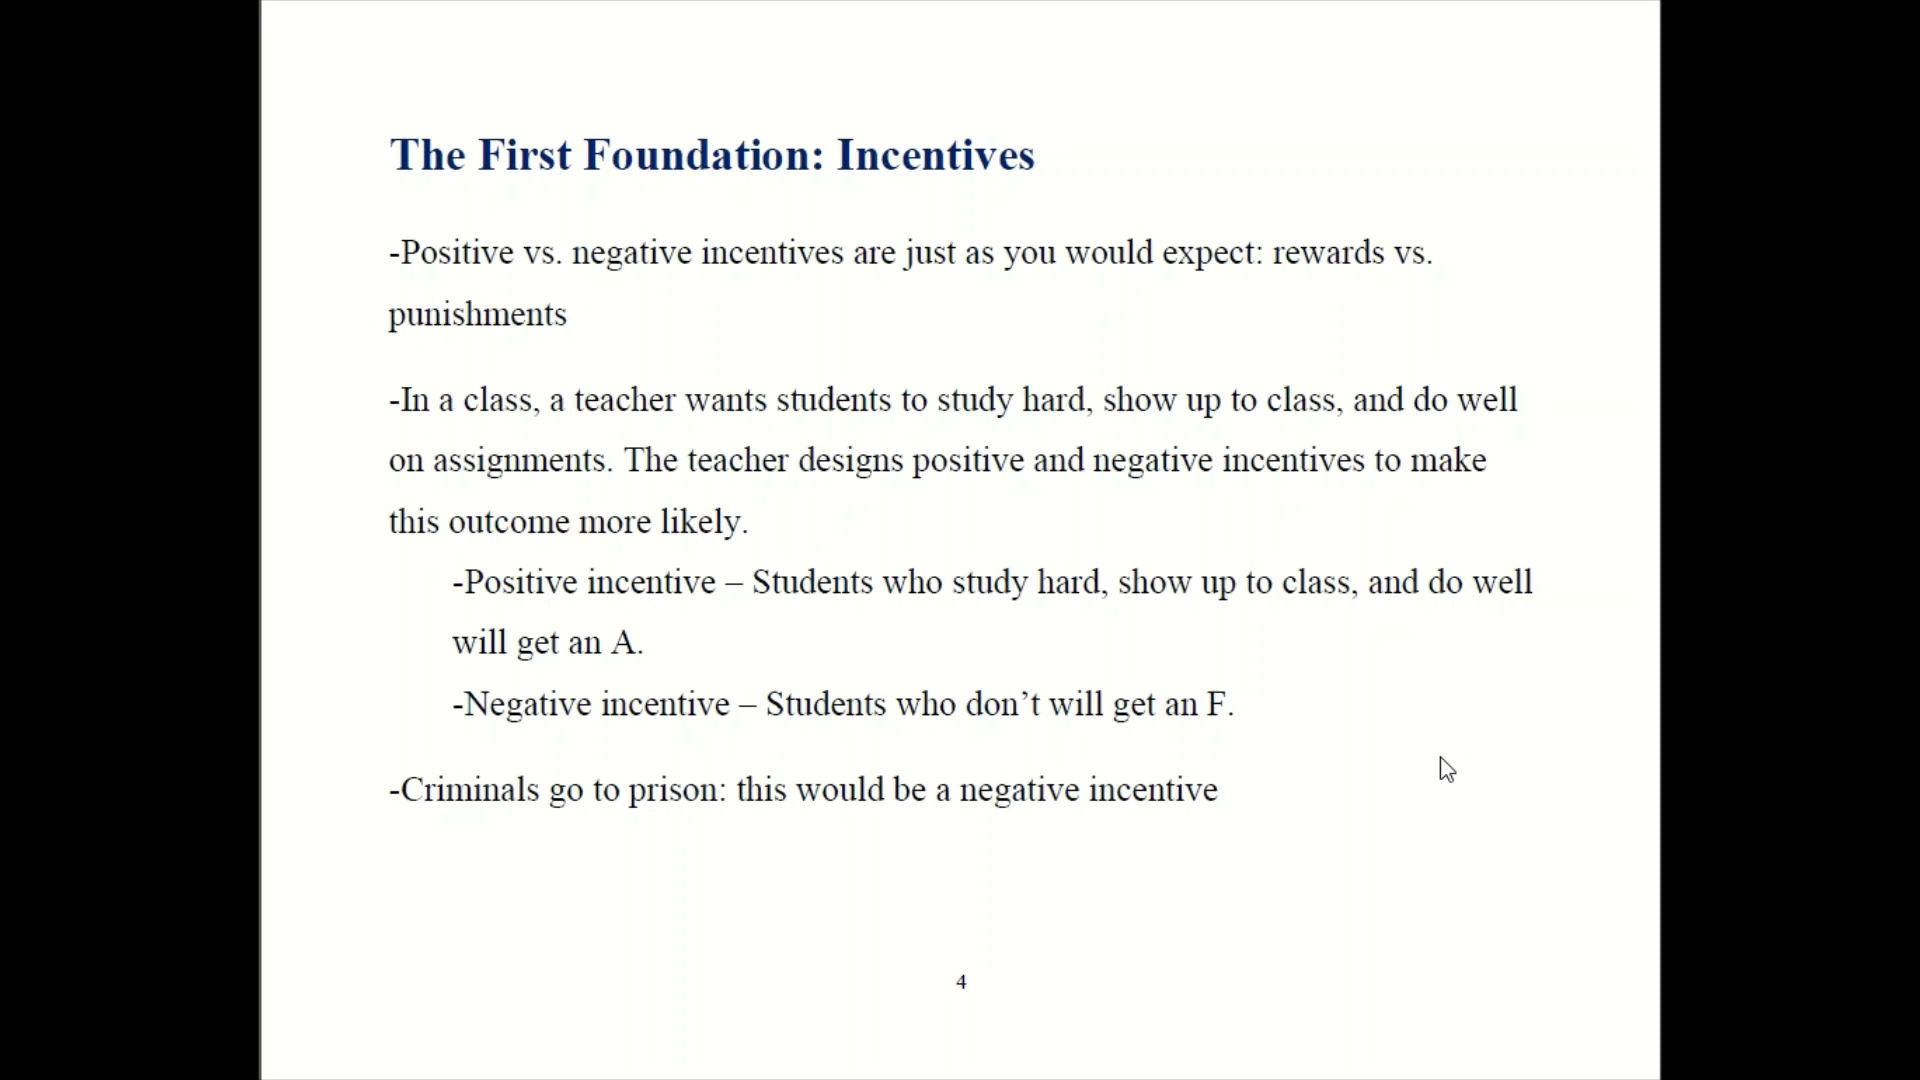 The First Foundation: Incentives
-Positive vs. negative incentives are just as you would expect: rewards vs.
punishments
-In a class, a teacher wants students to study hard, show up to class, and do well
on assignments. The teacher designs positive and negative incentives to make
this outcome more likely.
-Positive incentive – Students who study hard, show up to class, and do well
will get an A.
-Negative incentive – Students who don’t will get an F.
-Criminals go to prison: this would be a negative incentive
4